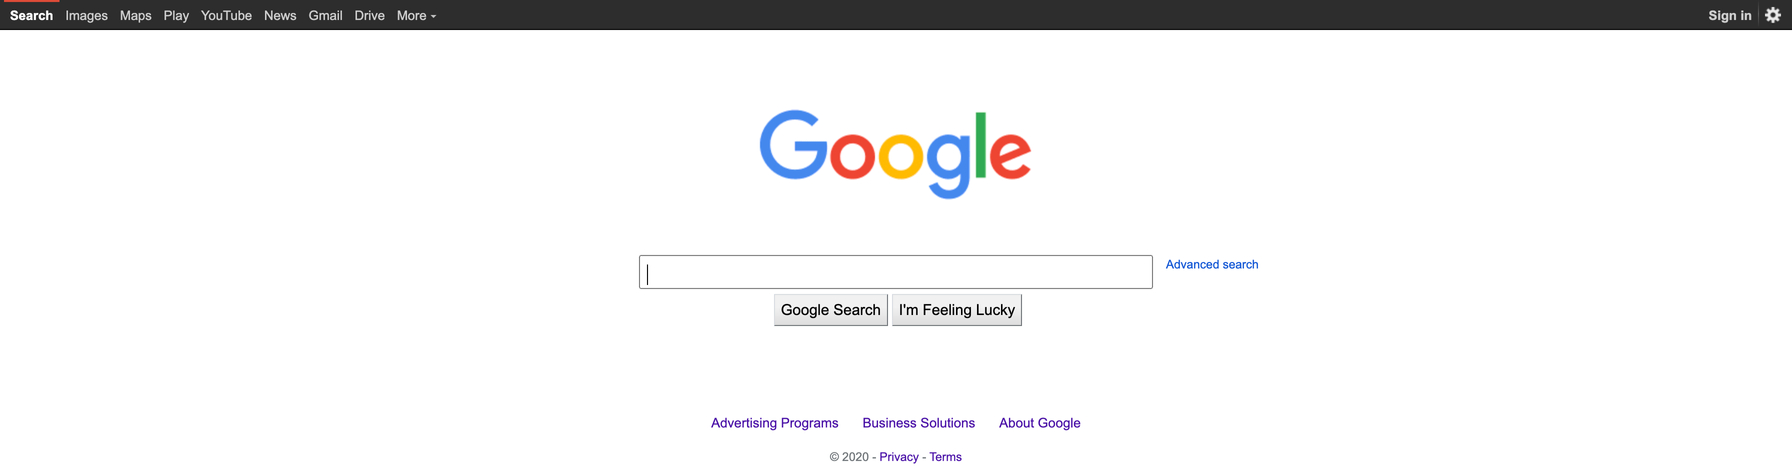 Search Images Maps Play YouTube News Gmail Drive More Sign in
Google
Advanced search
Google Search I'm Feeling Lucky
Advertising Programs Business Solutions About Google
© 2020 - Privacy - Terms